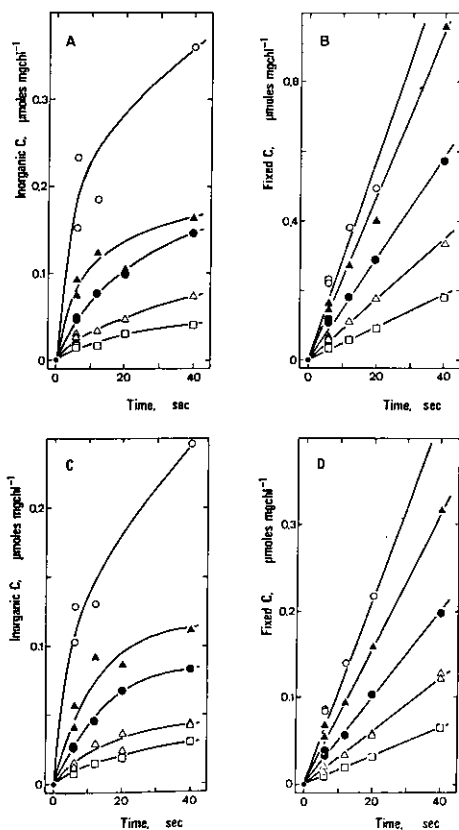 A
Inorganic C, μmoles mgchl⁻¹
0,3
0,2
0,1
0
0 10 20 30 40
Time, sec
B
Fixed C, μmoles mgchl⁻¹
0,8
0,4
0
0 10 20 30 40
Time, sec
C
Inorganic C, μmoles mgchl⁻¹
0,2
0,1
0
0 10 20 30 40
Time, sec
D
Fixed C, μmoles mgchl⁻¹
0,3
0,2
0,1
0
0 10 20 30 40
Time, sec